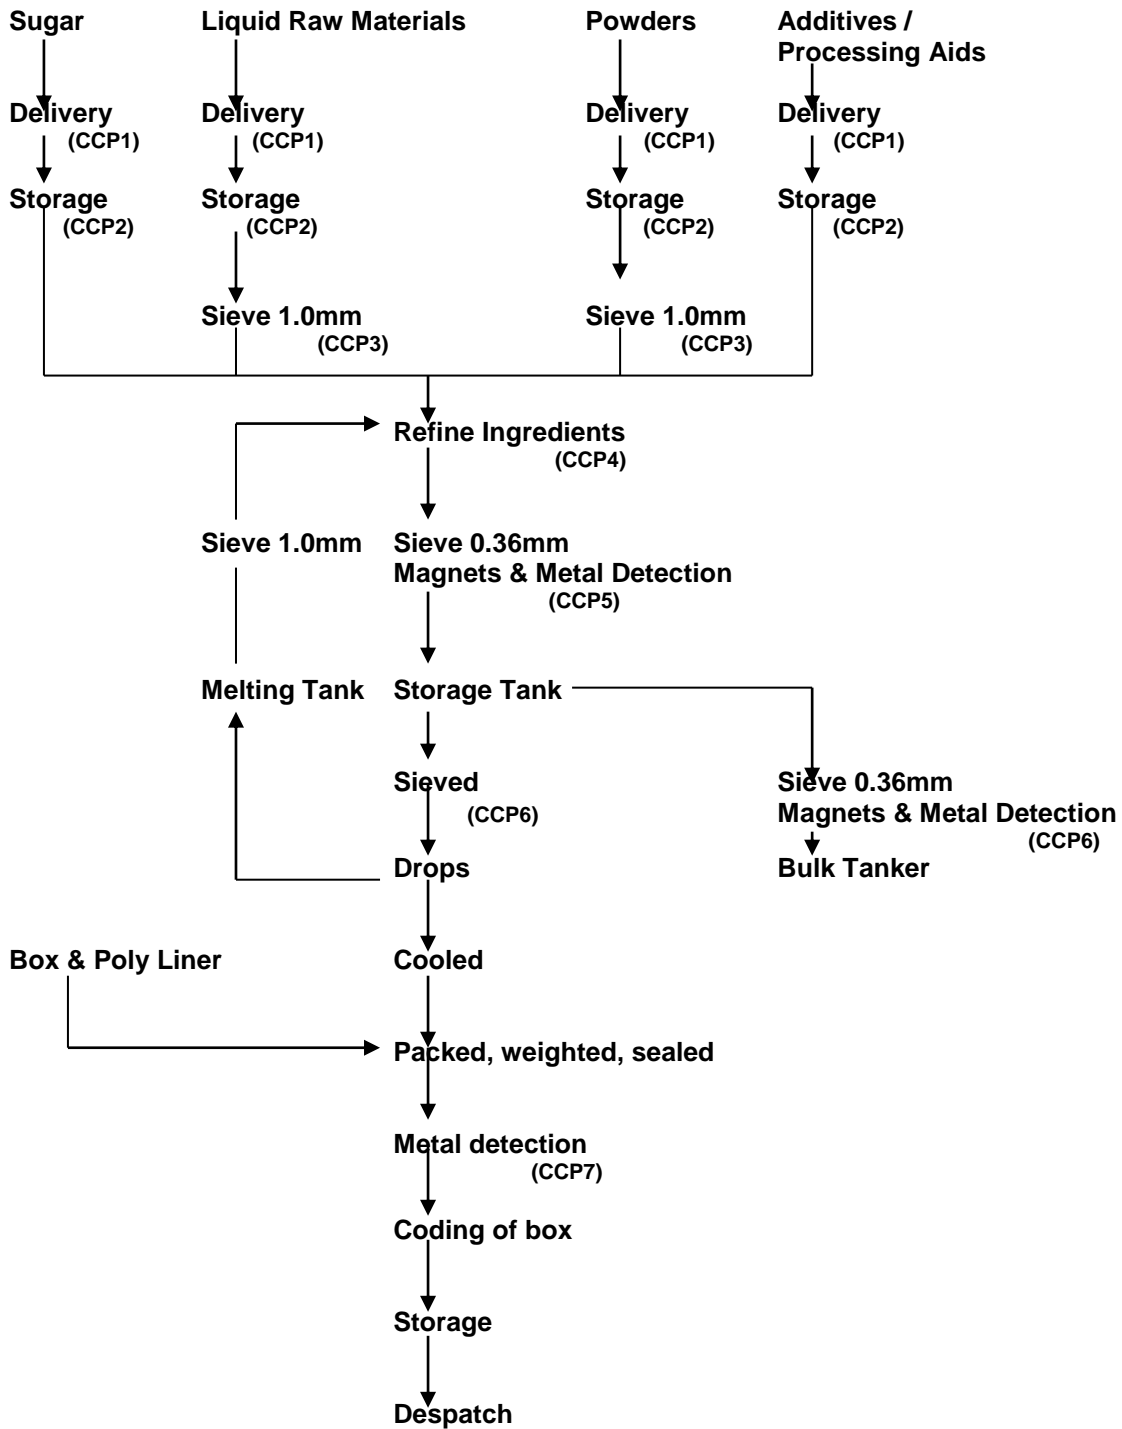 Sugar
Liquid Raw Materials
Powders
Additives /
Processing Aids
Delivery
(CCP1)
Delivery
(CCP1)
Delivery
(CCP1)
Delivery
(CCP1)
Storage
(CCP2)
Storage
(CCP2)
Storage
(CCP2)
Storage
(CCP2)
Sieve 1.0mm
(CCP3)
Sieve 1.0mm
(CCP3)
Refine Ingredients
(CCP4)
Sieve 1.0mm
Sieve 0.36mm
Magnets & Metal Detection
(CCP5)
Melting Tank
Storage Tank
Sieved
(CCP6)
Sieve 0.36mm
Magnets & Metal Detection
(CCP6)
Drops
Bulk Tanker
Box & Poly Liner
Cooled
Packed, weighted, sealed
Metal detection
(CCP7)
Coding of box
Storage
Despatch